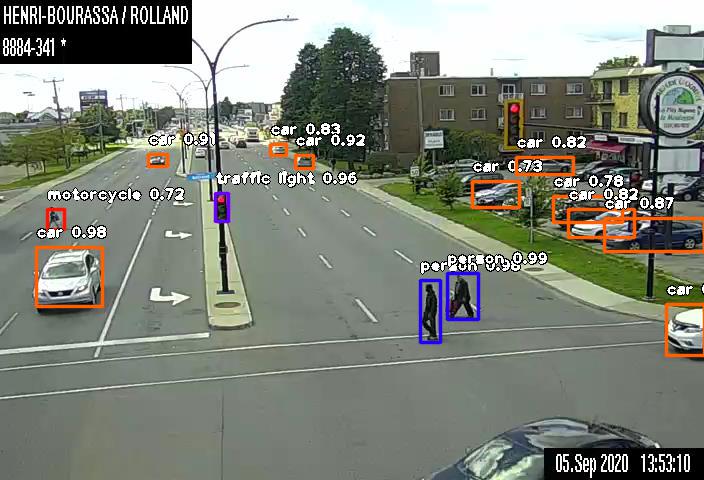 HENRI-BOURASSA / ROLLAND
8884-341 *
car 0.9
car 0.83
car 0.92
car 0.82
traffic light 0.96
car 0.73
motorcycle 0.72
car 0.78
car 0.82
car 0.87
car 0.98
person 0.99
person 0.98
car
05.Sep 2020 13:53:10